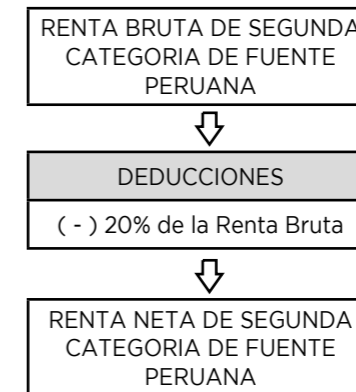 RENTA BRUTA DE SEGUNDA
CATEGORIA DE FUENTE
PERUANA
DEDUCCIONES
( - ) 20% de la Renta Bruta
RENTA NETA DE SEGUNDA
CATEGORIA DE FUENTE
PERUANA